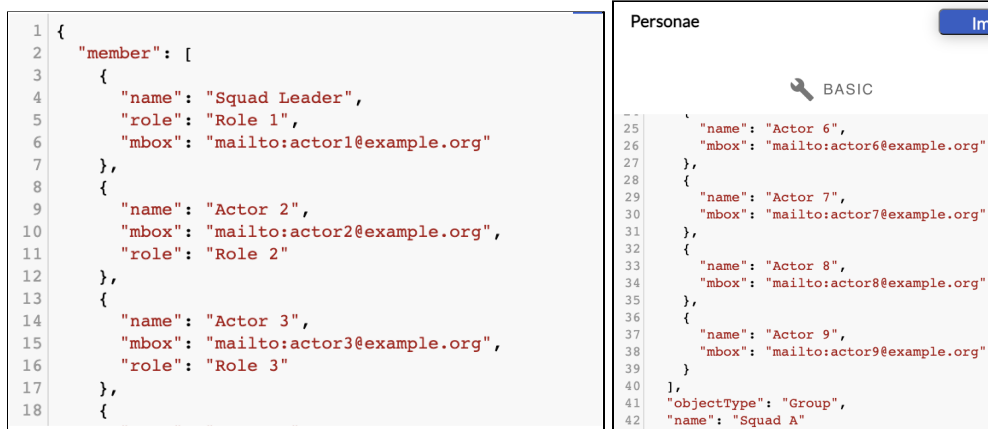 1 {
2 "member": [
3 {
4 "name": "Squad Leader",
5 "role": "Role 1",
6 "mbox": "mailto:actor1@example.org"
7 },
8 {
9 "name": "Actor 2",
10 "mbox": "mailto:actor2@example.org",
11 "role": "Role 2"
12 },
13 {
14 "name": "Actor 3",
15 "mbox": "mailto:actor3@example.org",
16 "role": "Role 3"
17 },
18 {
Personae
Im
BASIC
25 "name": "Actor 6",
26 "mbox": "mailto:actor6@example.org"
27 },
28 {
29 "name": "Actor 7",
30 "mbox": "mailto:actor7@example.org"
31 },
32 {
33 "name": "Actor 8",
34 "mbox": "mailto:actor8@example.org"
35 },
36 {
37 "name": "Actor 9",
38 "mbox": "mailto:actor9@example.org"
39 }
40 ],
41 "objectType": "Group",
42 "name": "Squad A"